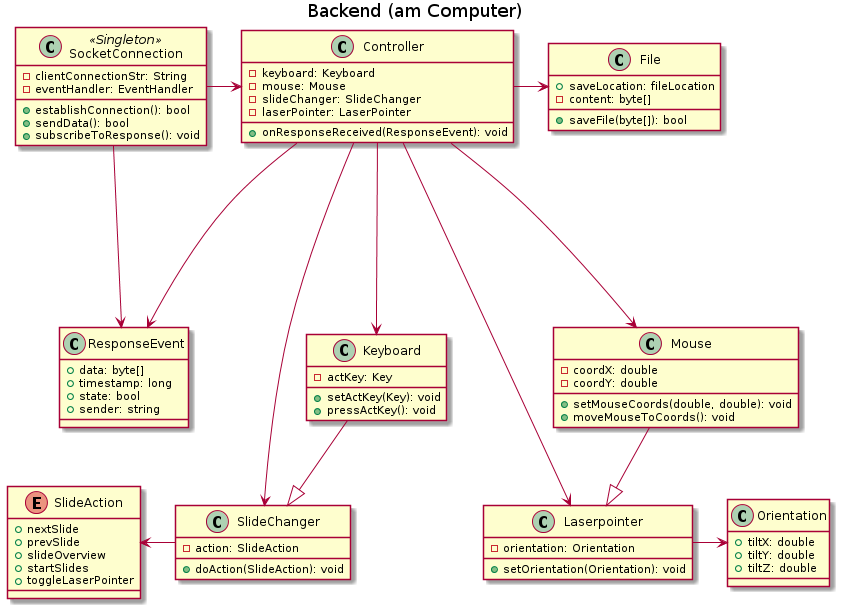 Backend (am Computer)
C
«Singleton»
SocketConnection
clientConnectionStr: String
eventHandler: EventHandler
establishConnection(): bool
sendData(): bool
subscribeToResponse(): void
C Controller
keyboard: Keyboard
mouse: Mouse
slideChanger: SlideChanger
laserPointer: LaserPointer
onResponseReceived(ResponseEvent): void
C File
saveLocation: fileLocation
content: byte[]
saveFile(byte[]): bool
C ResponseEvent
data: byte[]
timestamp: long
state: bool
sender: string
C Keyboard
actKey: Key
setActKey(Key): void
pressActKey(): void
C Mouse
coordX: double
coordY: double
setMouseCoords(double, double): void
moveMouseToCoords(): void
E SlideAction
nextSlide
prevSlide
slideOverview
startSlides
toggleLaserPointer
C SlideChanger
action: SlideAction
doAction(SlideAction): void
C Laserpointer
orientation: Orientation
setOrientation(Orientation): void
C Orientation
tiltX: double
tiltY: double
tiltZ: double